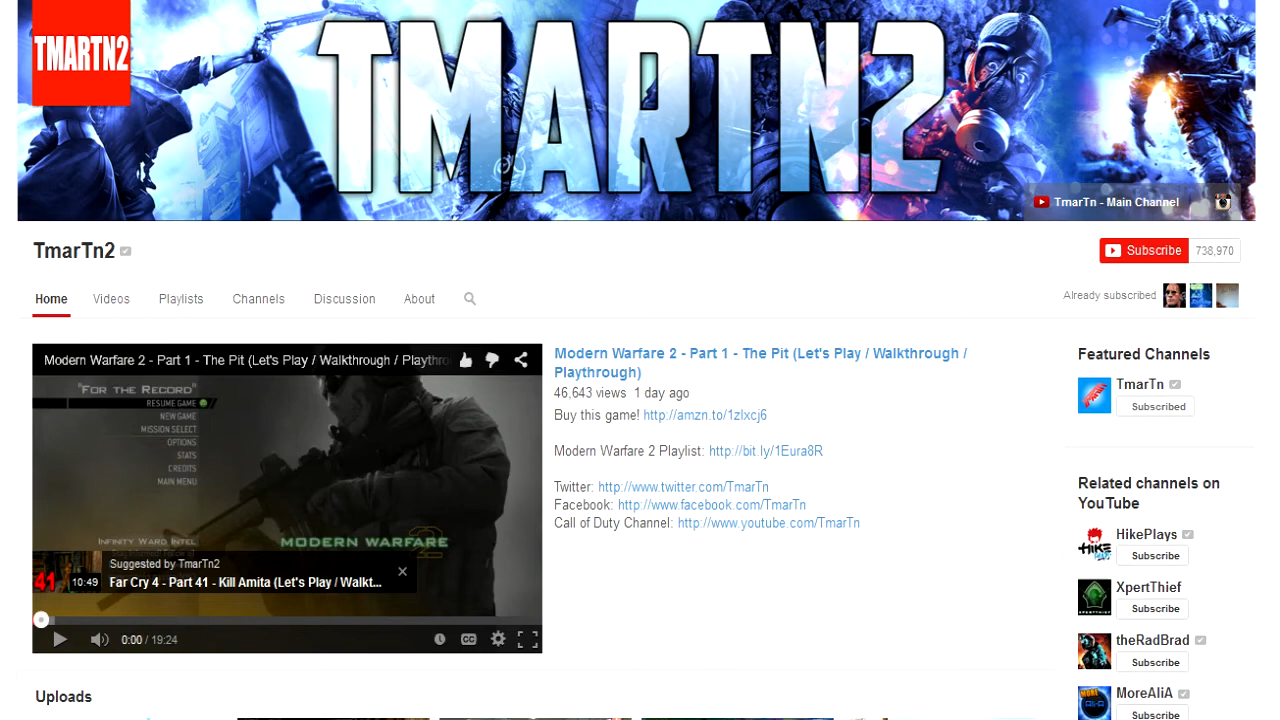 TMARTN2
TMARTN2
TmarTn - Main Channel
TmarTn2
Subscribe 738,970
Home Videos Playlists Channels Discussion About
Already subscribed
Modern Warfare 2 - Part 1 - The Pit (Let's Play / Walkthrough / Playthro
"For the Record"
RESUME GAME
NEW GAME
MISSION SELECT
OPTIONS
STATS
CREDITS
MAIN MENU
INFINITY WARD INTEL
MODERN WARFARE
2
41
10:49
Suggested by TmarTn2
Far Cry 4 - Part 41 - Kill Amita (Let's Play / Walkt...
0:00 / 19:24
CC
Modern Warfare 2 - Part 1 - The Pit (Let's Play / Walkthrough /
Playthrough)
46,643 views 1 day ago
Buy this game! http://amzn.to/1zlxcj6
Modern Warfare 2 Playlist: http://bit.ly/1Eura8R
Twitter: http://www.twitter.com/TmarTn
Facebook: http://www.facebook.com/TmarTn
Call of Duty Channel: http://www.youtube.com/TmarTn
Featured Channels
TmarTn
Subscribed
Related channels on
YouTube
HIKE
HikePlays
Subscribe
XpertThief
Subscribe
theRadBrad
Subscribe
MORE
MoreAliA
Subscribe
Uploads